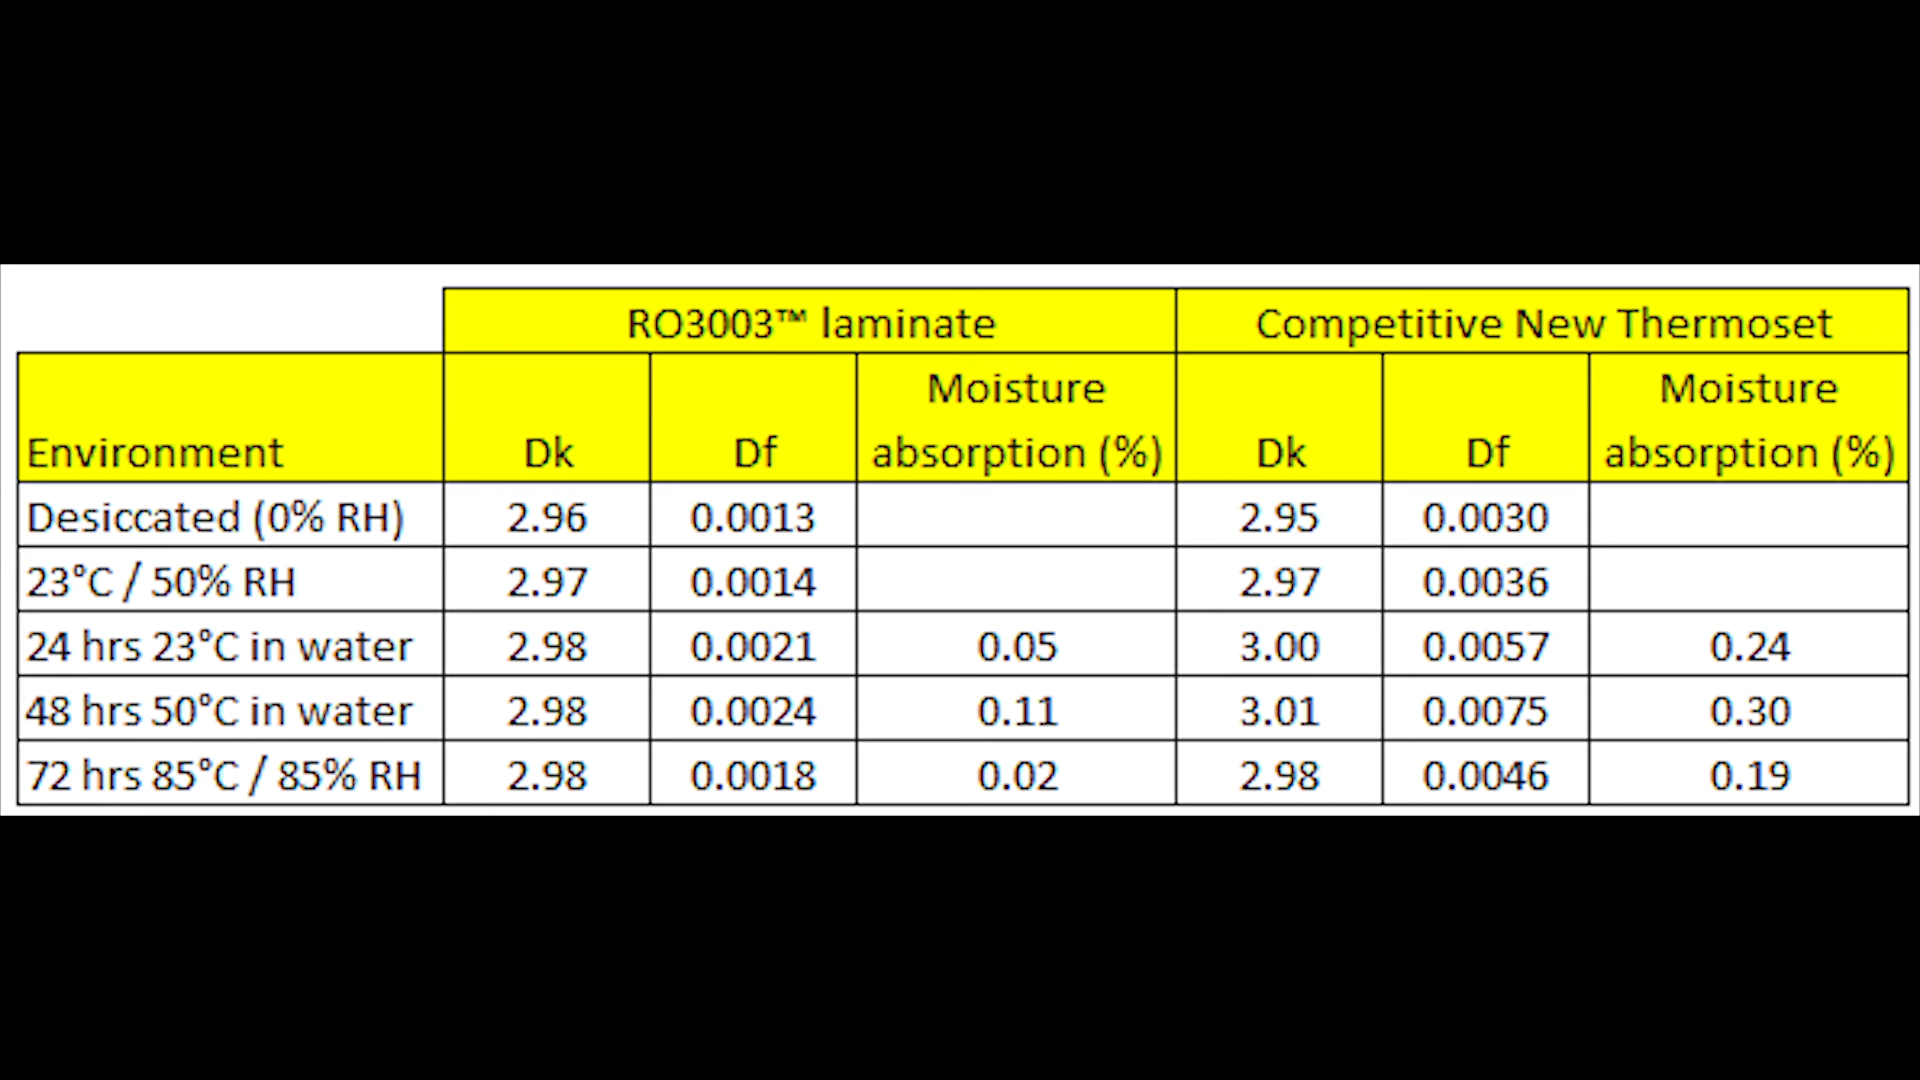 RO3003™ laminate Competitive New Thermoset
Environment Dk Df Moisture absorption (%) Dk Df Moisture absorption (%)
Desiccated (0% RH) 2.96 0.0013 2.95 0.0030
23°C / 50% RH 2.97 0.0014 2.97 0.0036
24 hrs 23°C in water 2.98 0.0021 0.05 3.00 0.0057 0.24
48 hrs 50°C in water 2.98 0.0024 0.11 3.01 0.0075 0.30
72 hrs 85°C / 85% RH 2.98 0.0018 0.02 2.98 0.0046 0.19